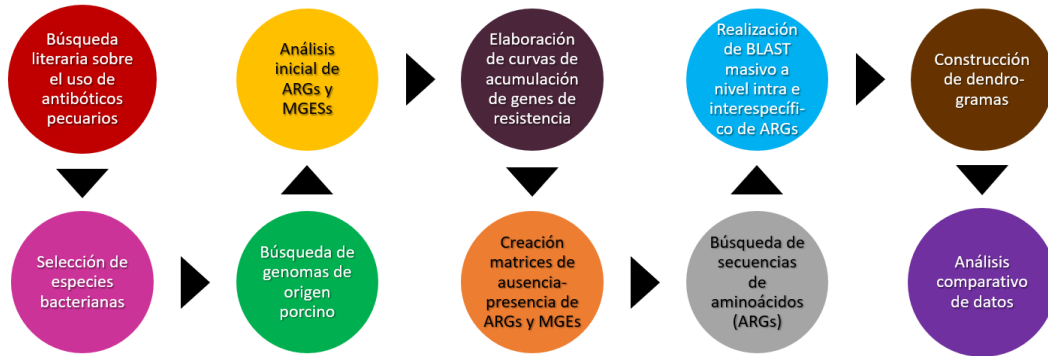 Búsqueda
literaria sobre
el uso de
antibóticos
pecuarios
Selección de
especies
bacterianas
Búsqueda de
genomas de
origen
porcino
Análisis
inicial de
ARGs y
MGESs
Elaboración
de curvas de
acumulación
de genes de
resistencia
Creación
matrices de
ausencia-
presencia de
ARGs y MGEs
Búsqueda de
secuencias
de
aminoácidos
(ARGs)
Realización
de BLAST
masivo a
nivel intra e
interespecífi-
co de ARGs
Construcción
de dendro-
gramas
Análisis
comparativo
de datos